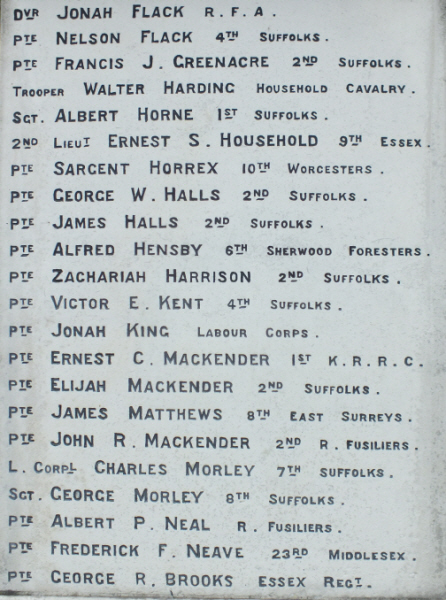 DVR JONAH FLACK R.F.A.
PTE NELSON FLACK 4TH SUFFOLKS.
PTE FRANCIS J. GREENACRE 2ND SUFFOLKS.
TROOPER WALTER HARDING HOUSEHOLD CAVALRY.
SGT. ALBERT HORNE 1ST SUFFOLKS.
2ND LIEUT ERNEST S. HOUSEHOLD 9TH ESSEX.
PTE SARGENT HORREX 10TH WORCESTERS.
PTE GEORGE W. HALLS 2ND SUFFOLKS.
PTE JAMES HALLS 2ND SUFFOLKS.
PTE ALFRED HENSBY 6TH SHERWOOD FORESTERS.
PTE ZACHARIAH HARRISON 2ND SUFFOLKS.
PTE VICTOR E. KENT 4TH SUFFOLKS.
PTE JONAH KING LABOUR CORPS.
PTE ERNEST C. MACKENDER 1ST K.R.R.C.
PTE ELIJAH MACKENDER 2ND SUFFOLKS.
PTE JAMES MATTHEWS 8TH EAST SURREYS.
PTE JOHN R. MACKENDER 2ND R. FUSILIERS.
L. CORPL CHARLES MORLEY 7TH SUFFOLKS.
SGT. GEORGE MORLEY 8TH SUFFOLKS.
PTE ALBERT P. NEAL R. FUSILIERS.
PTE FREDERICK F. NEAVE 23RD MIDDLESEX.
PTE GEORGE R. BROOKS ESSEX REGT.